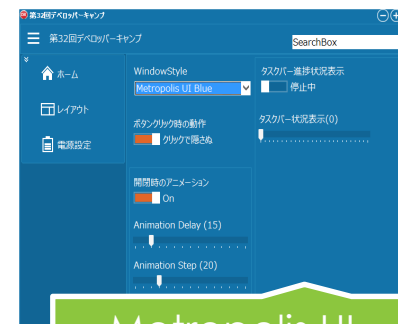 第32回デベロッパーキャンプ
第32回デベロッパーキャンプ
SearchBox
ホーム
レイアウト
電源設定
WindowStyle
Metropolis UI Blue
ボタンクリック時の動作
クリックで隠さぬ
開閉時のアニメーション
On
Animation Delay (15)
Animation Step (20)
タスクバー進捗状況表示
停止中
タスクバー状況表示(0)
Metropolis UI